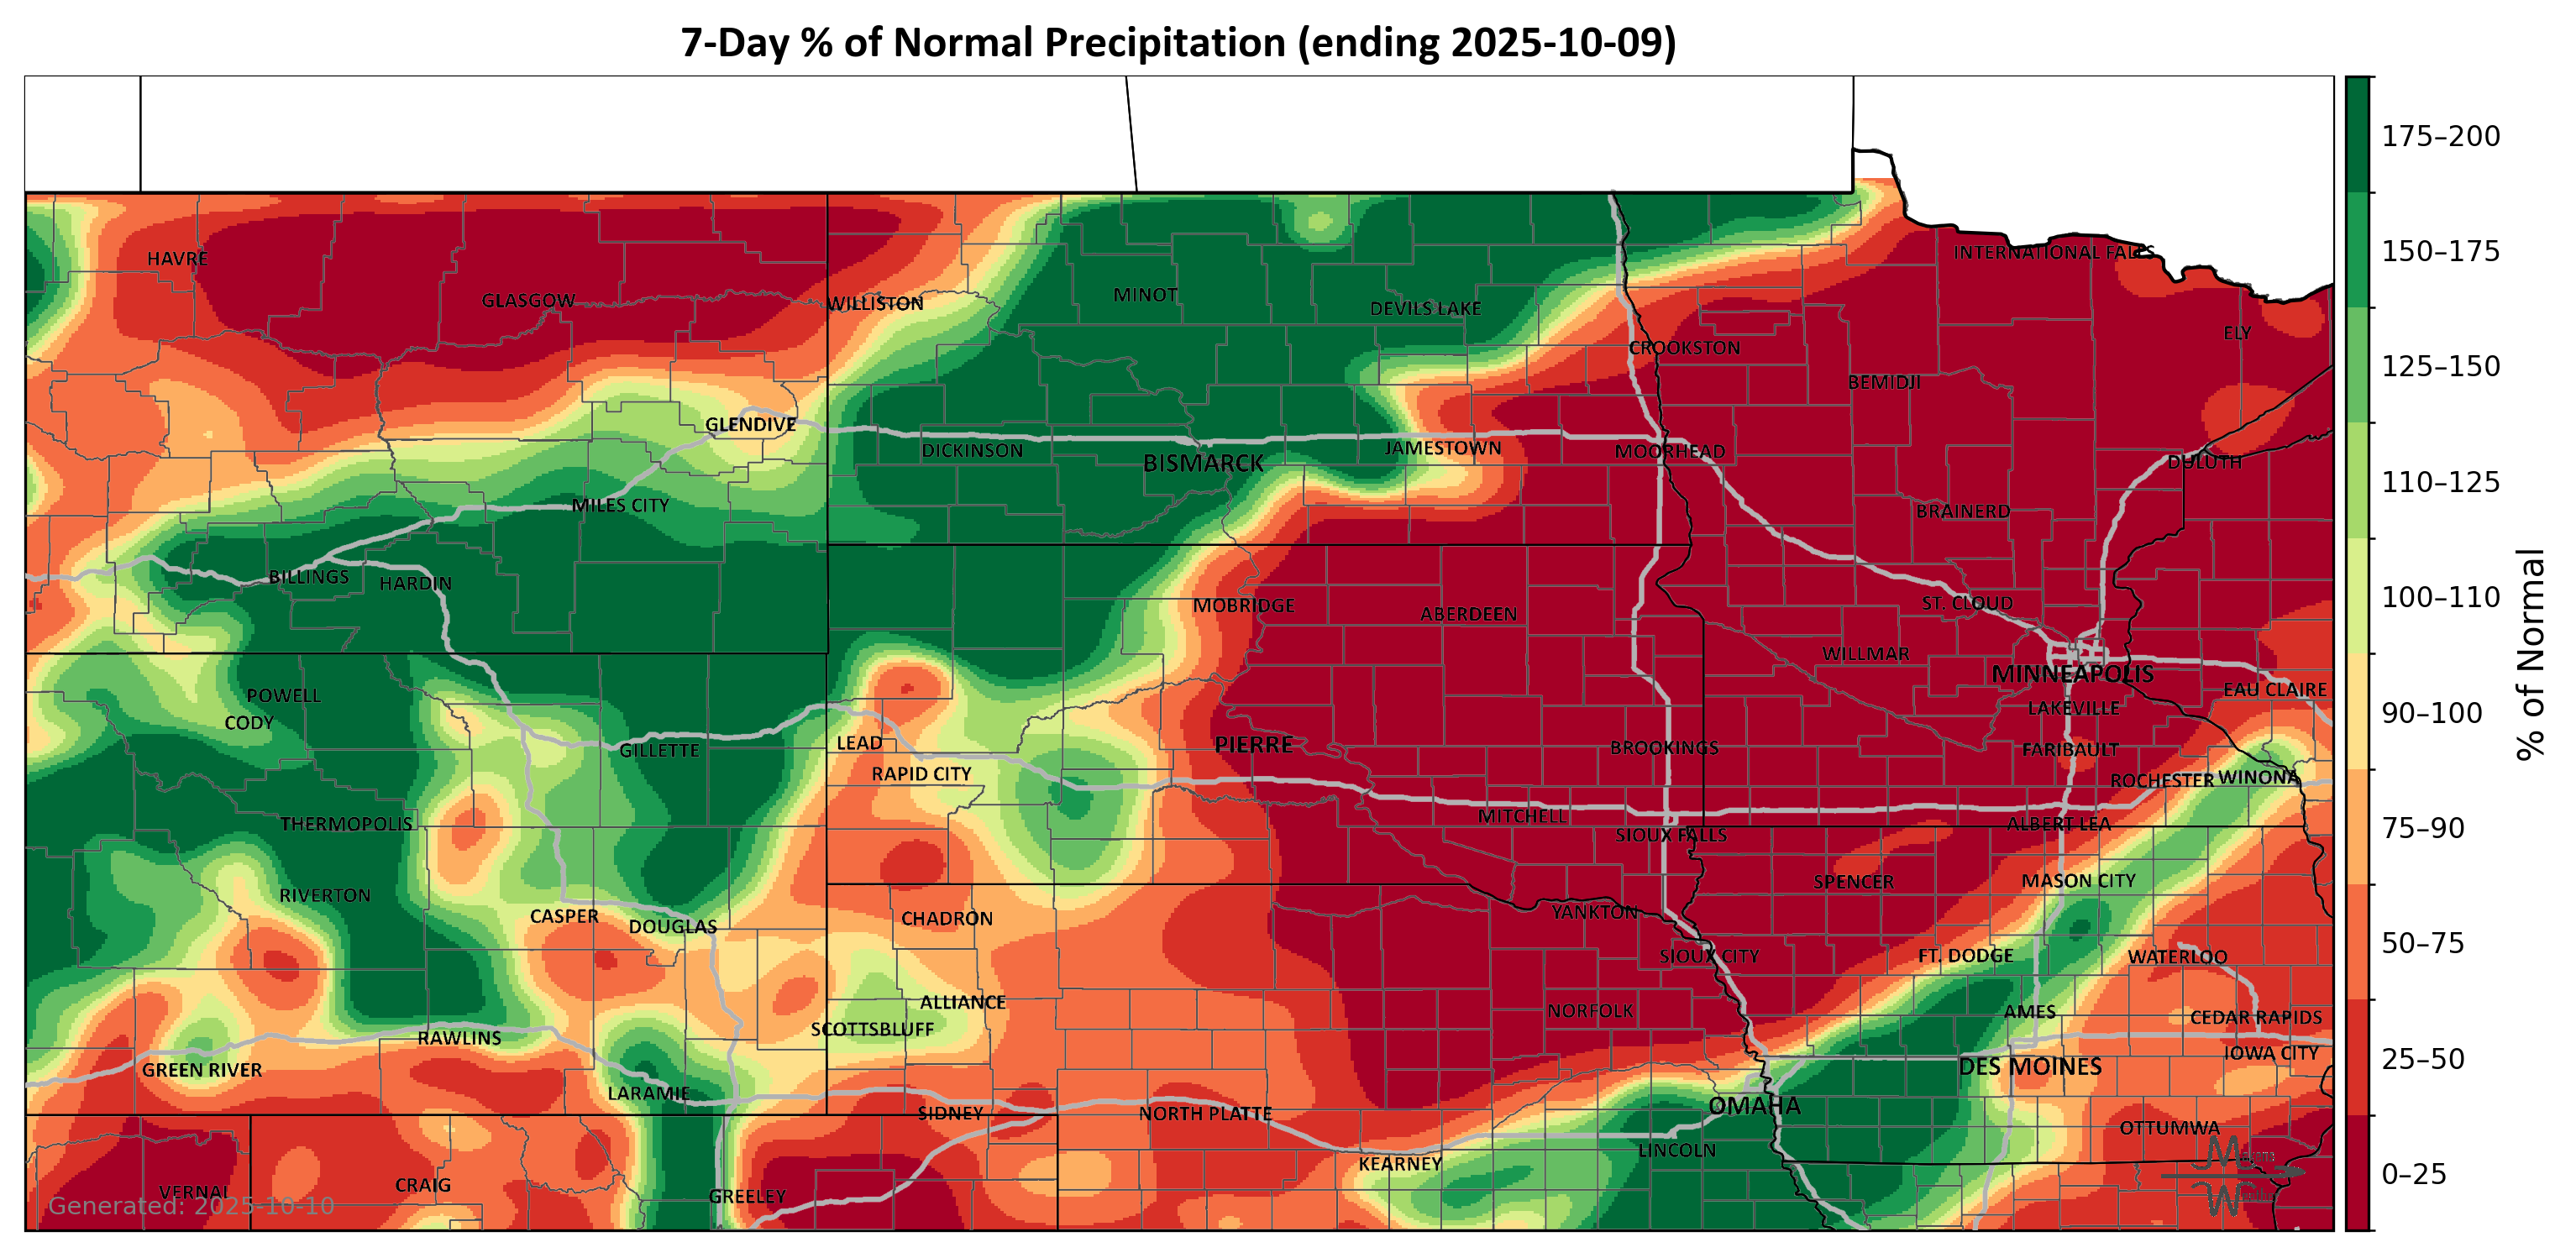 7-Day % of Normal Precipitation (ending 2025-10-09)
175–200
150–175
125–150
110–125
100–110
90–100
75–90
50–75
25–50
0–25
% of Normal
HAVRE
INTERNATIONAL FALLS
GLASGOW
WILLISTON
MINOT
DEVILS LAKE
ELY
CROOKSTON
BEMIDJI
GLENDIVE
DICKINSON
BISMARCK
JAMESTOWN
MOORHEAD
DULUTH
MILES CITY
BRAINERD
BILLINGS
HARDIN
MOBRIDGE
ABERDEEN
ST. CLOUD
WILLMAR
MINNEAPOLIS
EAU CLAIRE
POWELL
CODY
LAKEVILLE
GILLETTE
LEAD
PIERRE
BROOKINGS
FARIBAULT
RAPID CITY
ROCHESTER
WINONA
THERMOPOLIS
MITCHELL
SIOUX FALLS
ALBERT LEA
RIVERTON
SPENCER
MASON CITY
CASPER
DOUGLAS
CHADRON
YANKTON
SIOUX CITY
FT. DODGE
WATERLOO
ALLIANCE
NORFOLK
AMES
SCOTTSBLUFF
CEDAR RAPIDS
RAWLINS
GREEN RIVER
DES MOINES
IOWA CITY
LARAMIE
SIDNEY
NORTH PLATTE
OMAHA
OTTUMWA
LINCOLN
KEARNEY
VERNAL
CRAIG
GREELEY
Generated: 2025-10-10